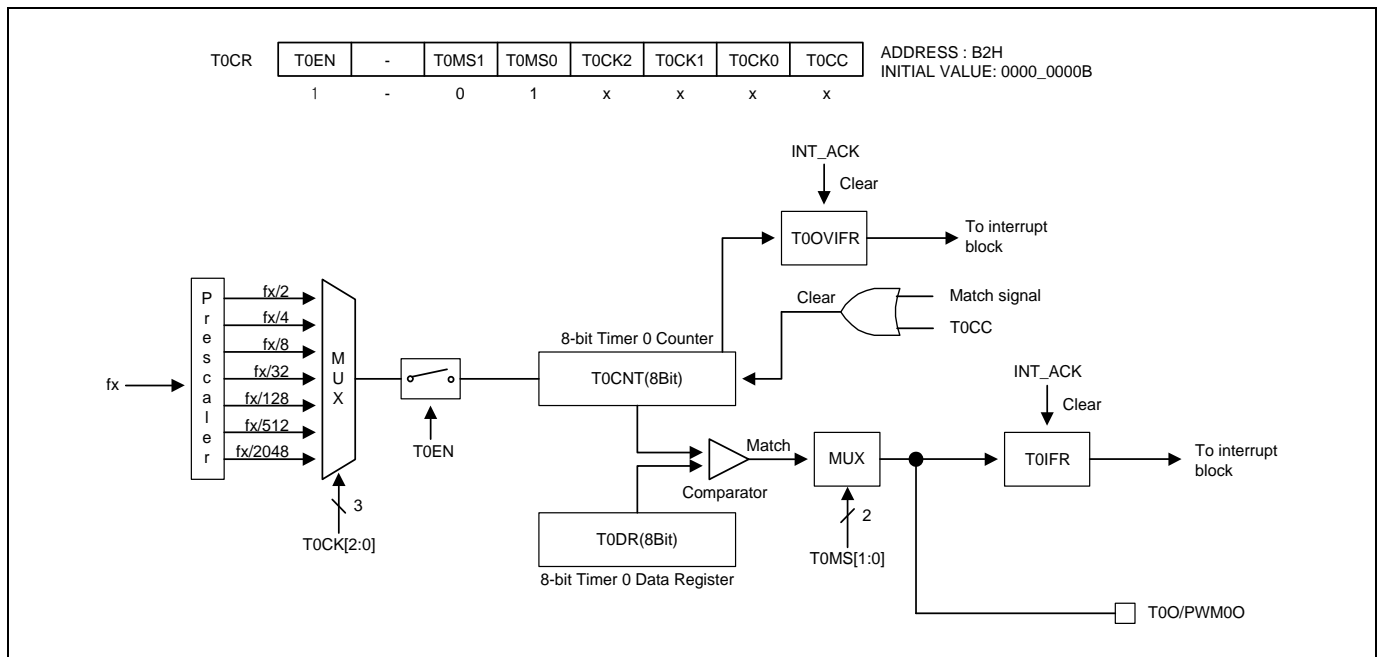 T0CR T0EN - T0MS1 T0MS0 T0CK2 T0CK1 T0CK0 T0CC
ADDRESS : B2H
INITIAL VALUE: 0000_0000B
1 - 0 1 x x x x
INT_ACK
Clear
T0OVIFR
To interrupt
block
fx
Prescaler
fx/2
fx/4
fx/8
fx/32
fx/128
fx/512
fx/2048
MUX
3
T0CK[2:0]
T0EN
8-bit Timer 0 Counter
T0CNT(8Bit)
Clear
Match signal
T0CC
Match
Comparator
T0DR(8Bit)
8-bit Timer 0 Data Register
MUX
2
T0MS[1:0]
INT_ACK
Clear
T0IFR
To interrupt
block
T0O/PWM0O